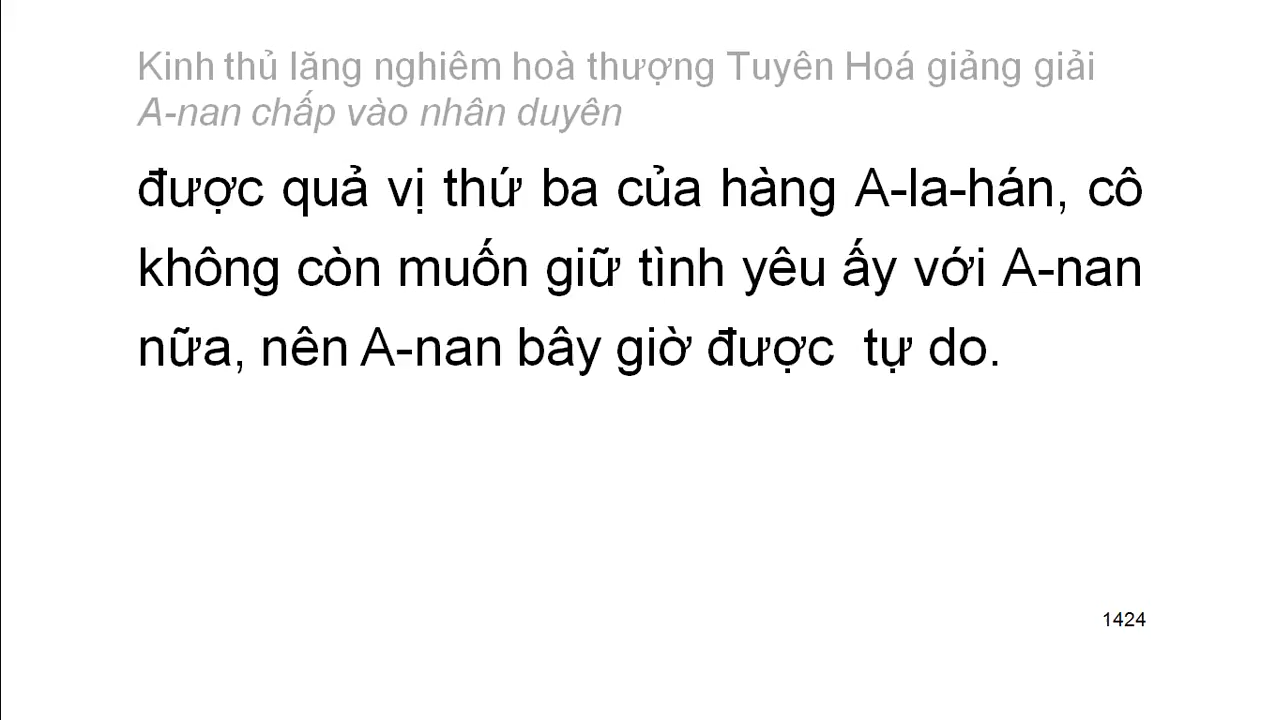 Kinh thủ lăng nghiêm hoà thượng Tuyên Hoá giảng giải
A-nan chấp vào nhân duyên
được quả vị thứ ba của hàng A-la-hán, cô
không còn muốn giữ tình yêu ấy với A-nan
nữa, nên A-nan bây giờ được  tự do.
1424